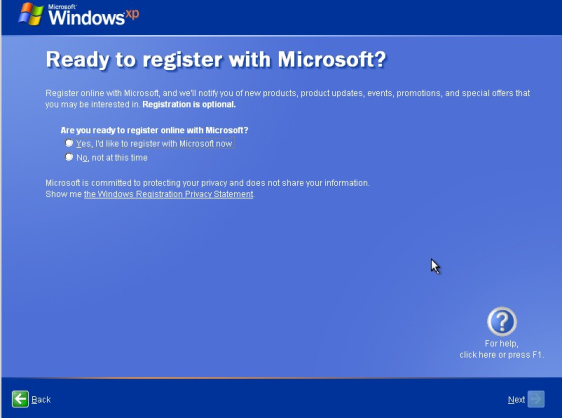 Microsoft
Windows xp
Ready to register with Microsoft?
Register online with Microsoft, and we'll notify you of new products, product updates, events, promotions, and special offers that
you may be interested in. Registration is optional.
Are you ready to register online with Microsoft?
Yes, I'd like to register with Microsoft now
No, not at this time
Microsoft is committed to protecting your privacy and does not share your information.
Show me the Windows Registration Privacy Statement.
For help,
click here or press F1.
Back
Next